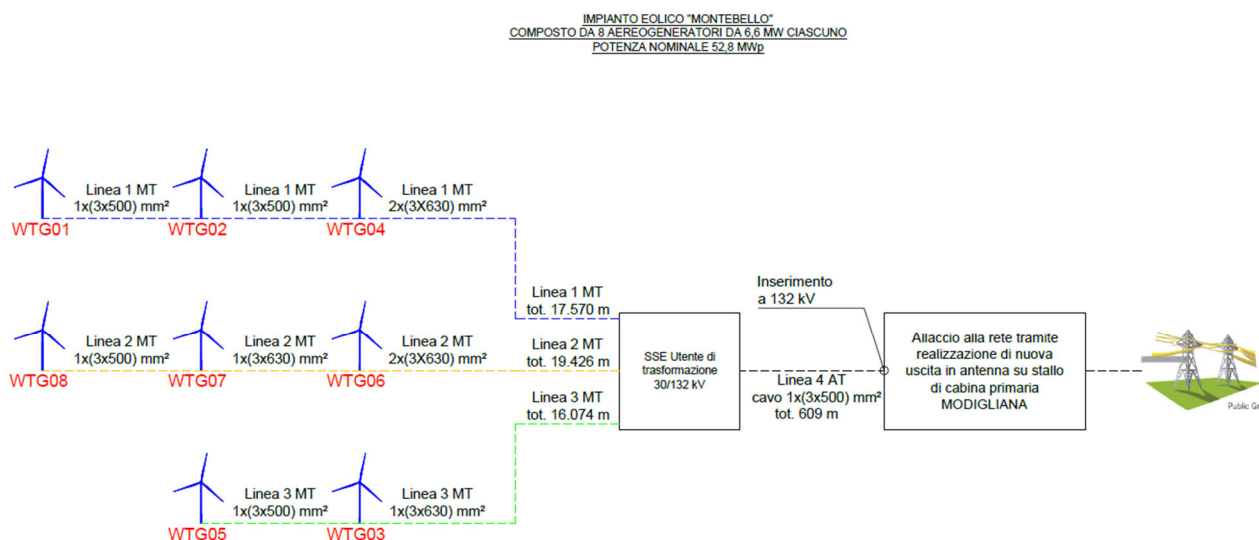 IMPIANTO EOLICO "MONTEBELLO"
COMPOSTO DA 8 AEREOGENERATORI DA 6,6 MW CIASCUNO
POTENZA NOMINALE 52,8 MWp
Linea 1 MT
1x(3x500) mm²
Linea 1 MT
1x(3x500) mm²
Linea 1 MT
2x(3X630) mm²
WTG01
WTG02
WTG04
Linea 1 MT
tot. 17.570 m
Linea 2 MT
1x(3x500) mm²
Linea 2 MT
1x(3x630) mm²
Linea 2 MT
2x(3X630) mm²
WTG08
WTG07
WTG06
Linea 2 MT
tot. 19.426 m
Linea 3 MT
tot. 16.074 m
Linea 3 MT
1x(3x500) mm²
Linea 3 MT
1x(3x630) mm²
WTG05
WTG03
SSE Utente di
trasformazione
30/132 kV
Inserimento
a 132 kV
Linea 4 AT
cavo 1x(3x500) mm²
tot. 609 m
Allaccio alla rete tramite
realizzazione di nuova
uscita in antenna su stallo
di cabina primaria
MODIGLIANA
Public Gr